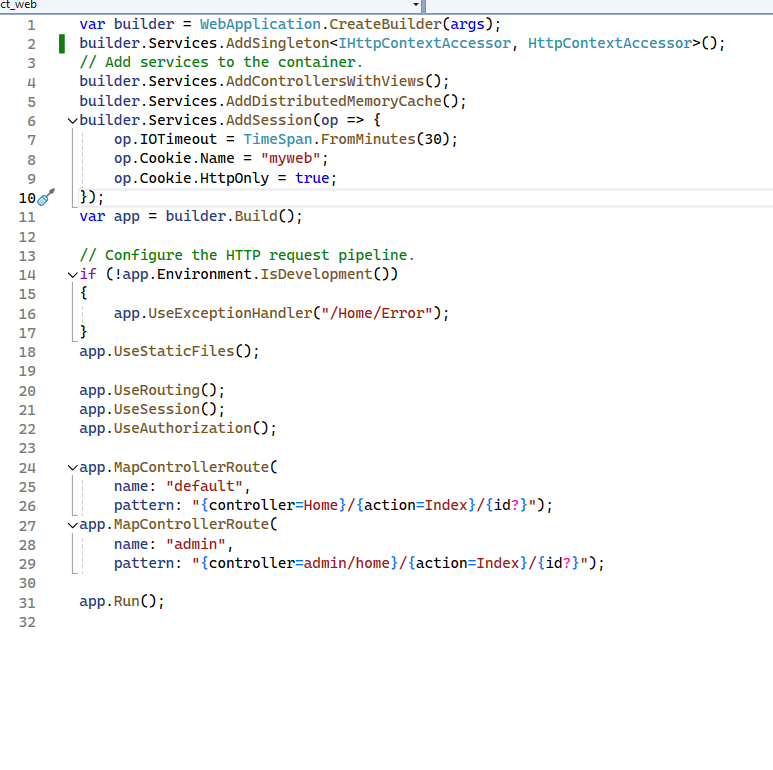 ct_web
1 var builder = WebApplication.CreateBuilder(args);
2 builder.Services.AddSingleton<IHttpContextAccessor, HttpContextAccessor>();
3 // Add services to the container.
4 builder.Services.AddControllersWithViews();
5 builder.Services.AddDistributedMemoryCache();
6 builder.Services.AddSession(op => {
7 op.IOTimeout = TimeSpan.FromMinutes(30);
8 op.Cookie.Name = "myweb";
9 op.Cookie.HttpOnly = true;
10 });
11 var app = builder.Build();
12
13 // Configure the HTTP request pipeline.
14 if (!app.Environment.IsDevelopment())
15 {
16 app.UseExceptionHandler("/Home/Error");
17 }
18 app.UseStaticFiles();
19
20 app.UseRouting();
21 app.UseSession();
22 app.UseAuthorization();
23
24 app.MapControllerRoute(
25 name: "default",
26 pattern: "{controller=Home}/{action=Index}/{id?}");
27 app.MapControllerRoute(
28 name: "admin",
29 pattern: "{controller=admin/home}/{action=Index}/{id?}");
30
31 app.Run();
32